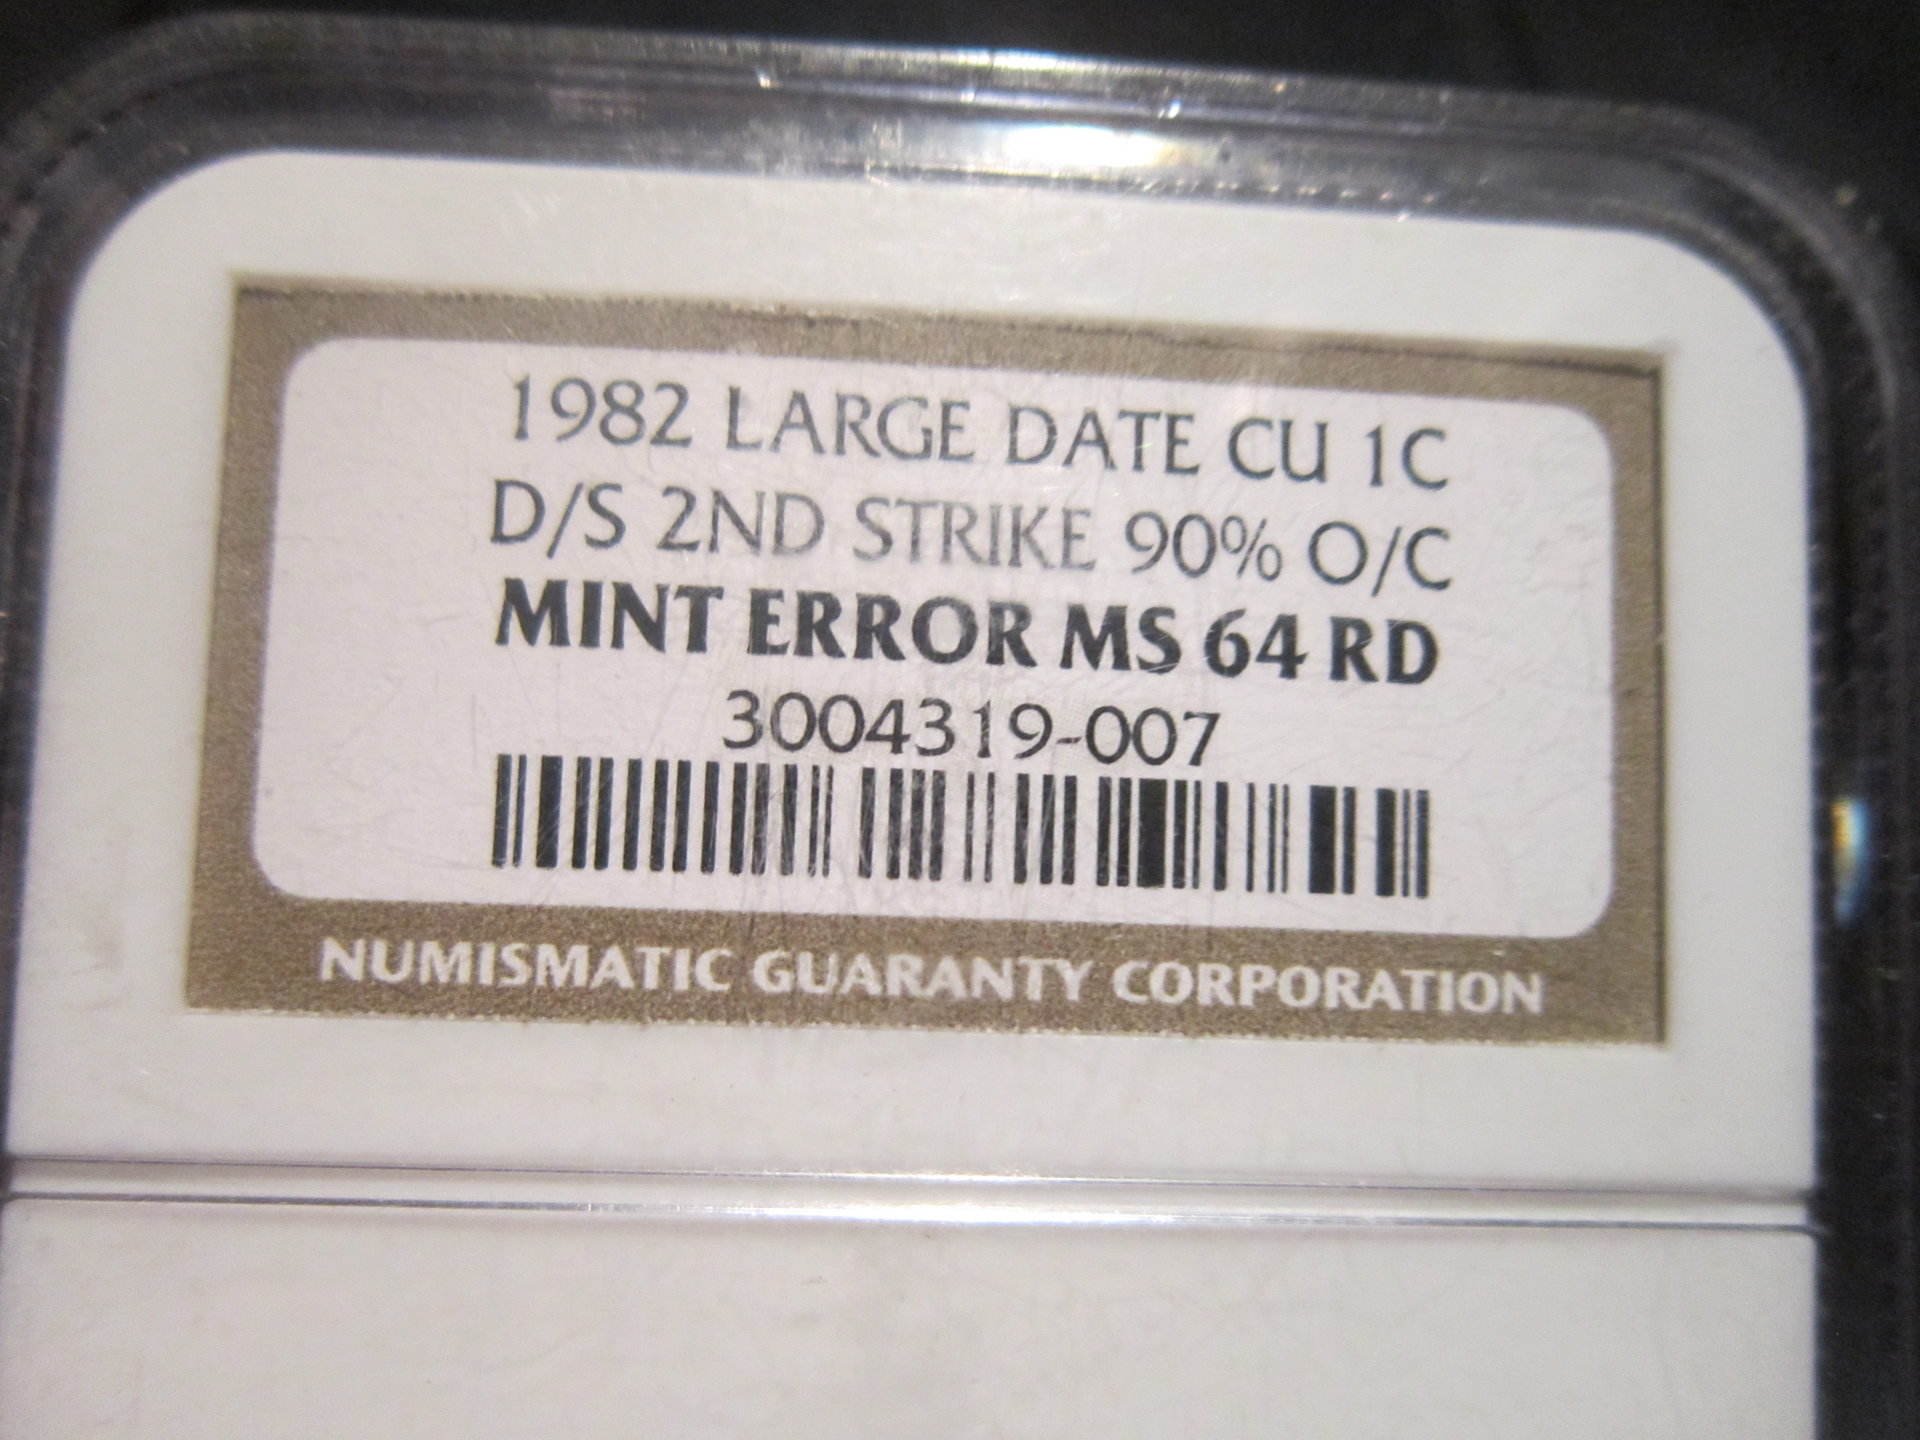 1982 LARGE DATE CU 1C
D/S 2ND STRIKE 90% O/C
MINT ERROR MS 64 RD
3004319-007
NUMISMATIC GUARANTY CORPORATION